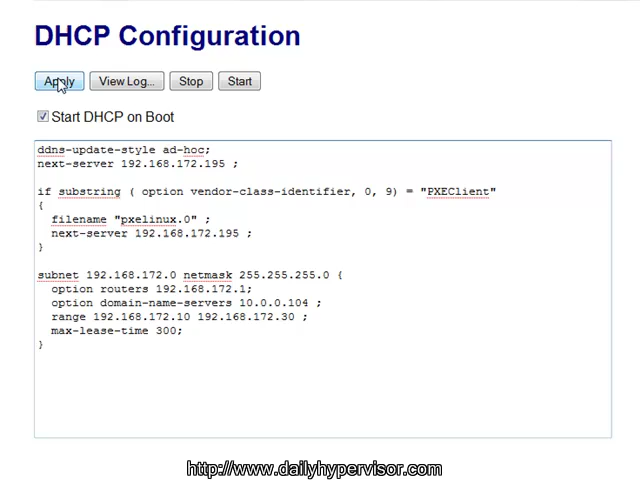 DHCP Configuration
Apply View Log... Stop Start
Start DHCP on Boot
ddns-update-style ad-hoc;
next-server 192.168.172.195 ;
if substring ( option vendor-class-identifier, 0, 9) = "PXEClient"
{
filename "pxelinux.0" ;
next-server 192.168.172.195 ;
}
subnet 192.168.172.0 netmask 255.255.255.0 {
option routers 192.168.172.1;
option domain-name-servers 10.0.0.104 ;
range 192.168.172.10 192.168.172.30 ;
max-lease-time 300;
}
http://www.dailyhypervisor.com